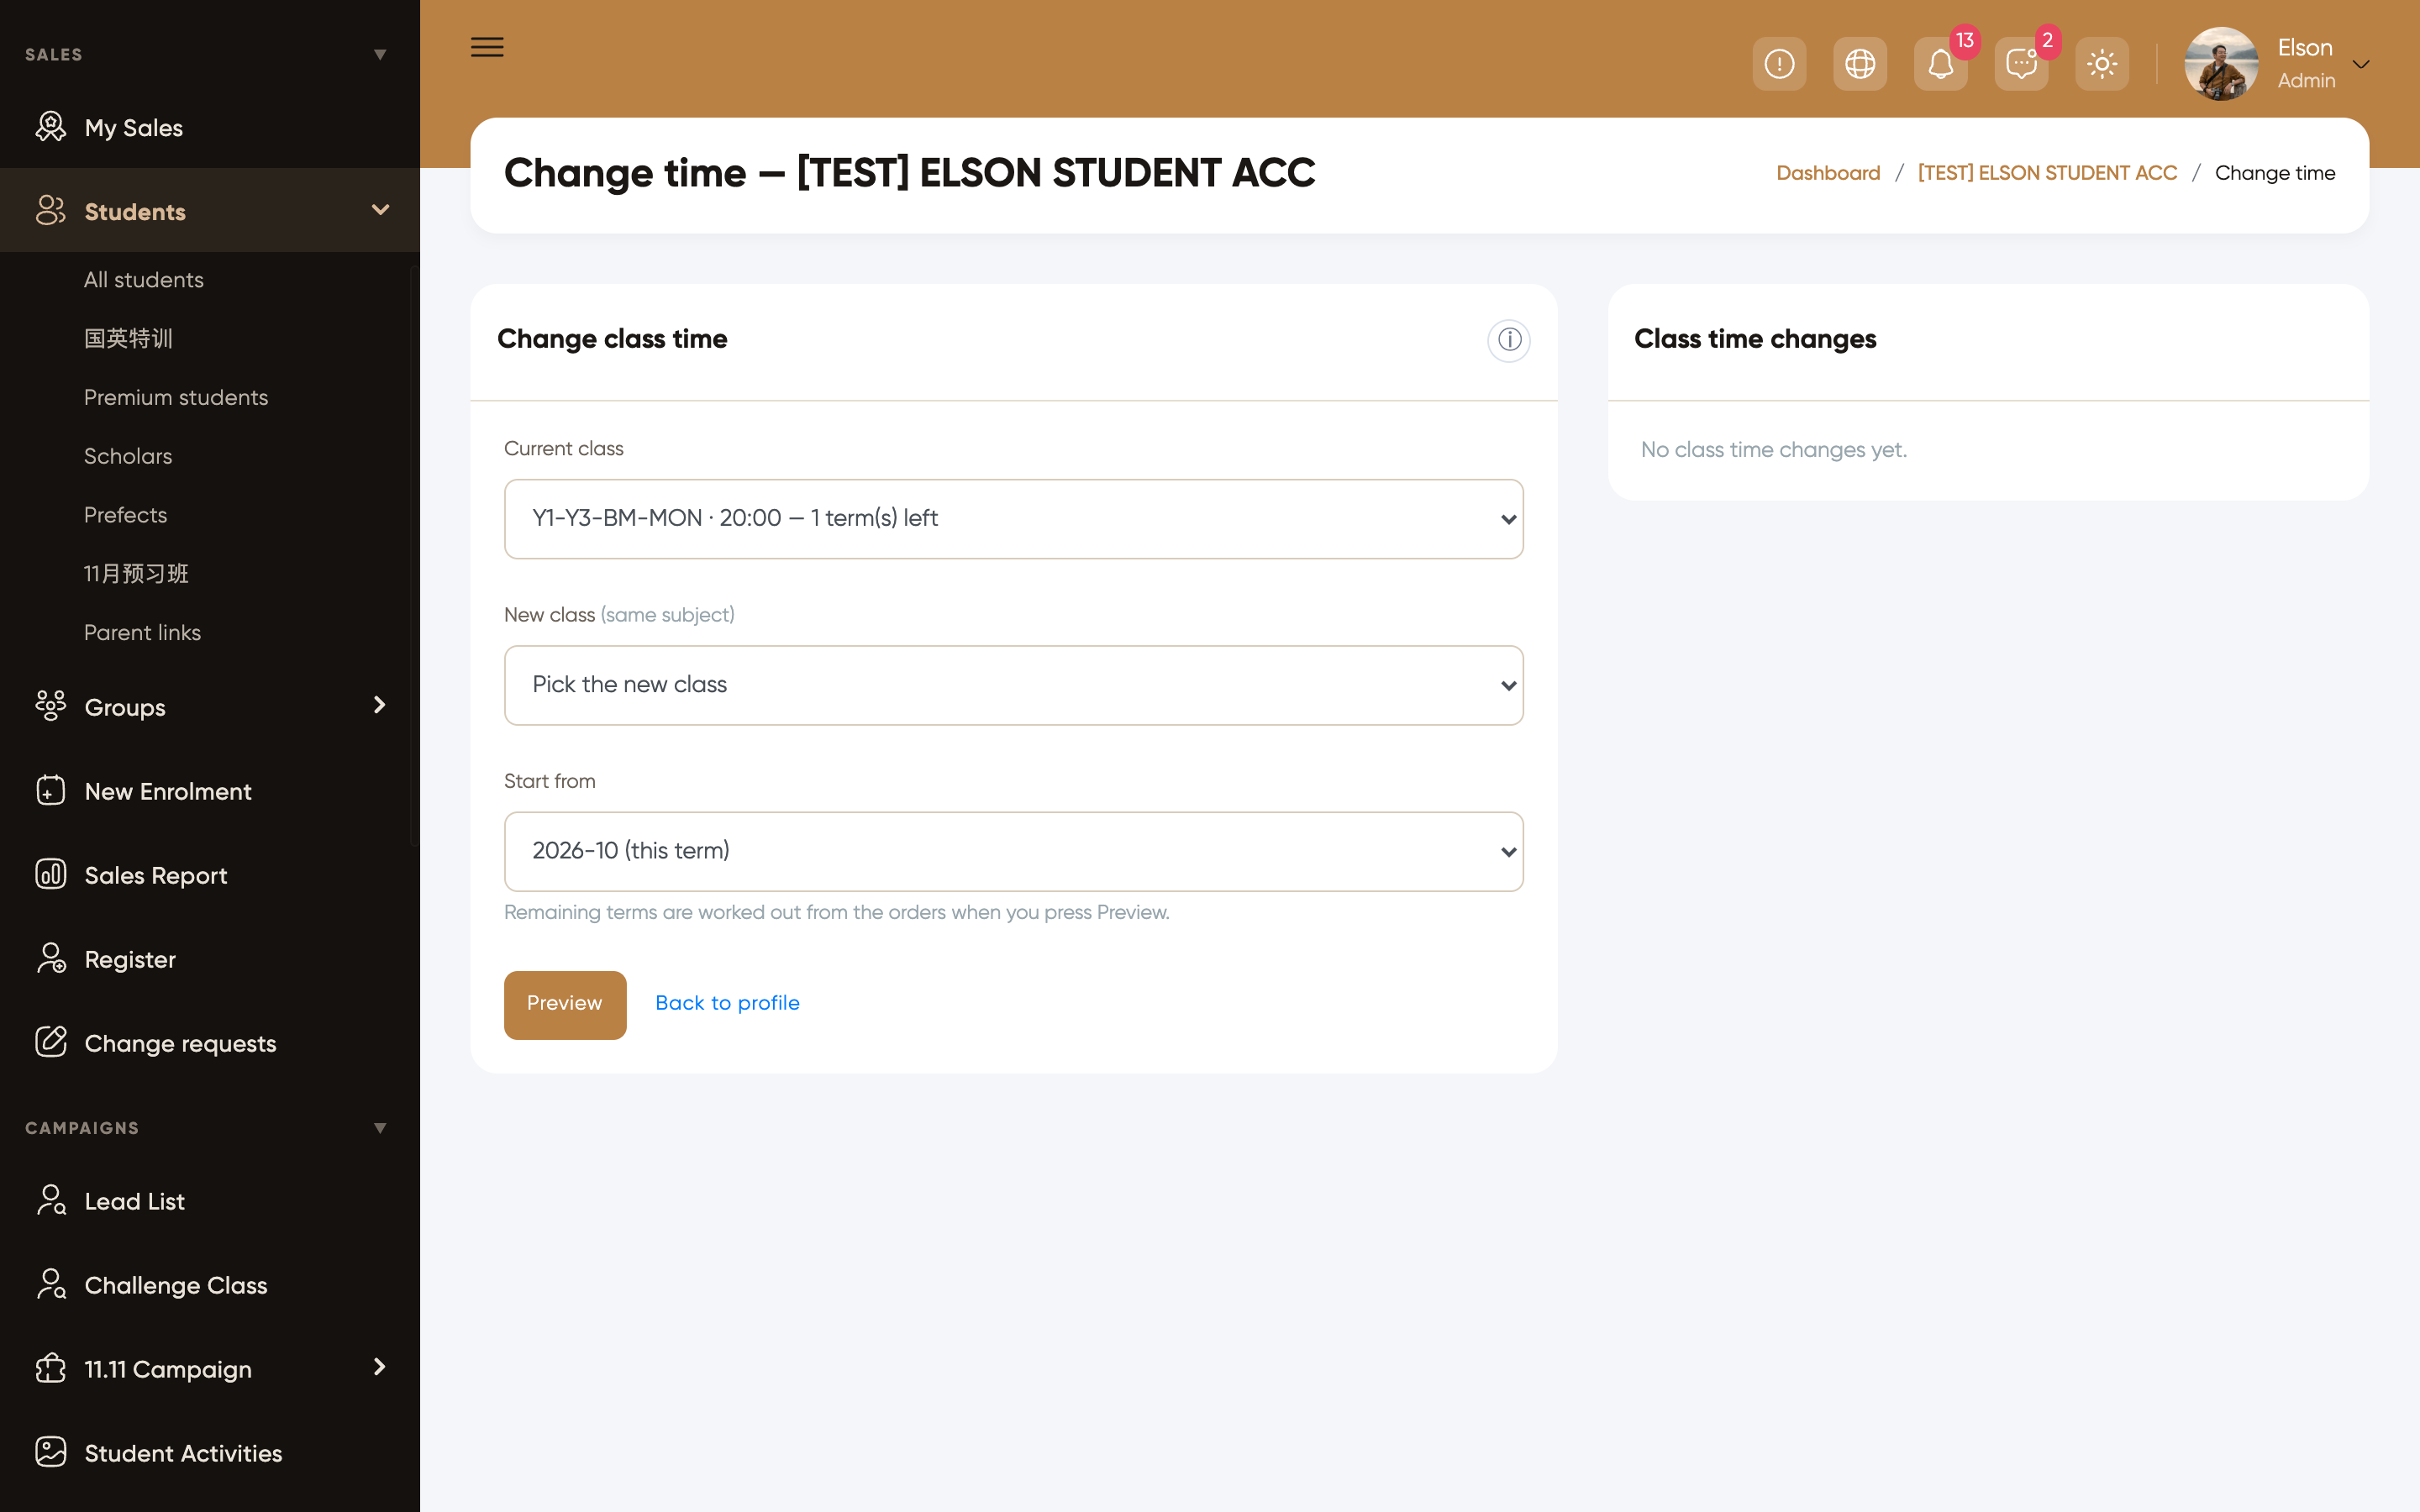 SALES
My Sales
Students
All students
国英特训
Premium students
Scholars
Prefects
11月预习班
Parent links
Groups
New Enrolment
Sales Report
Register
Change requests
CAMPAIGNS
Lead List
Challenge Class
11.11 Campaign
Student Activities
13
2
Elson
Admin
Change time — [TEST] ELSON STUDENT ACC
Dashboard / [TEST] ELSON STUDENT ACC / Change time
Change class time
Current class
Y1-Y3-BM-MON · 20:00 — 1 term(s) left
New class (same subject)
Pick the new class
Start from
2026-10 (this term)
Remaining terms are worked out from the orders when you press Preview.
Preview
Back to profile
Class time changes
No class time changes yet.